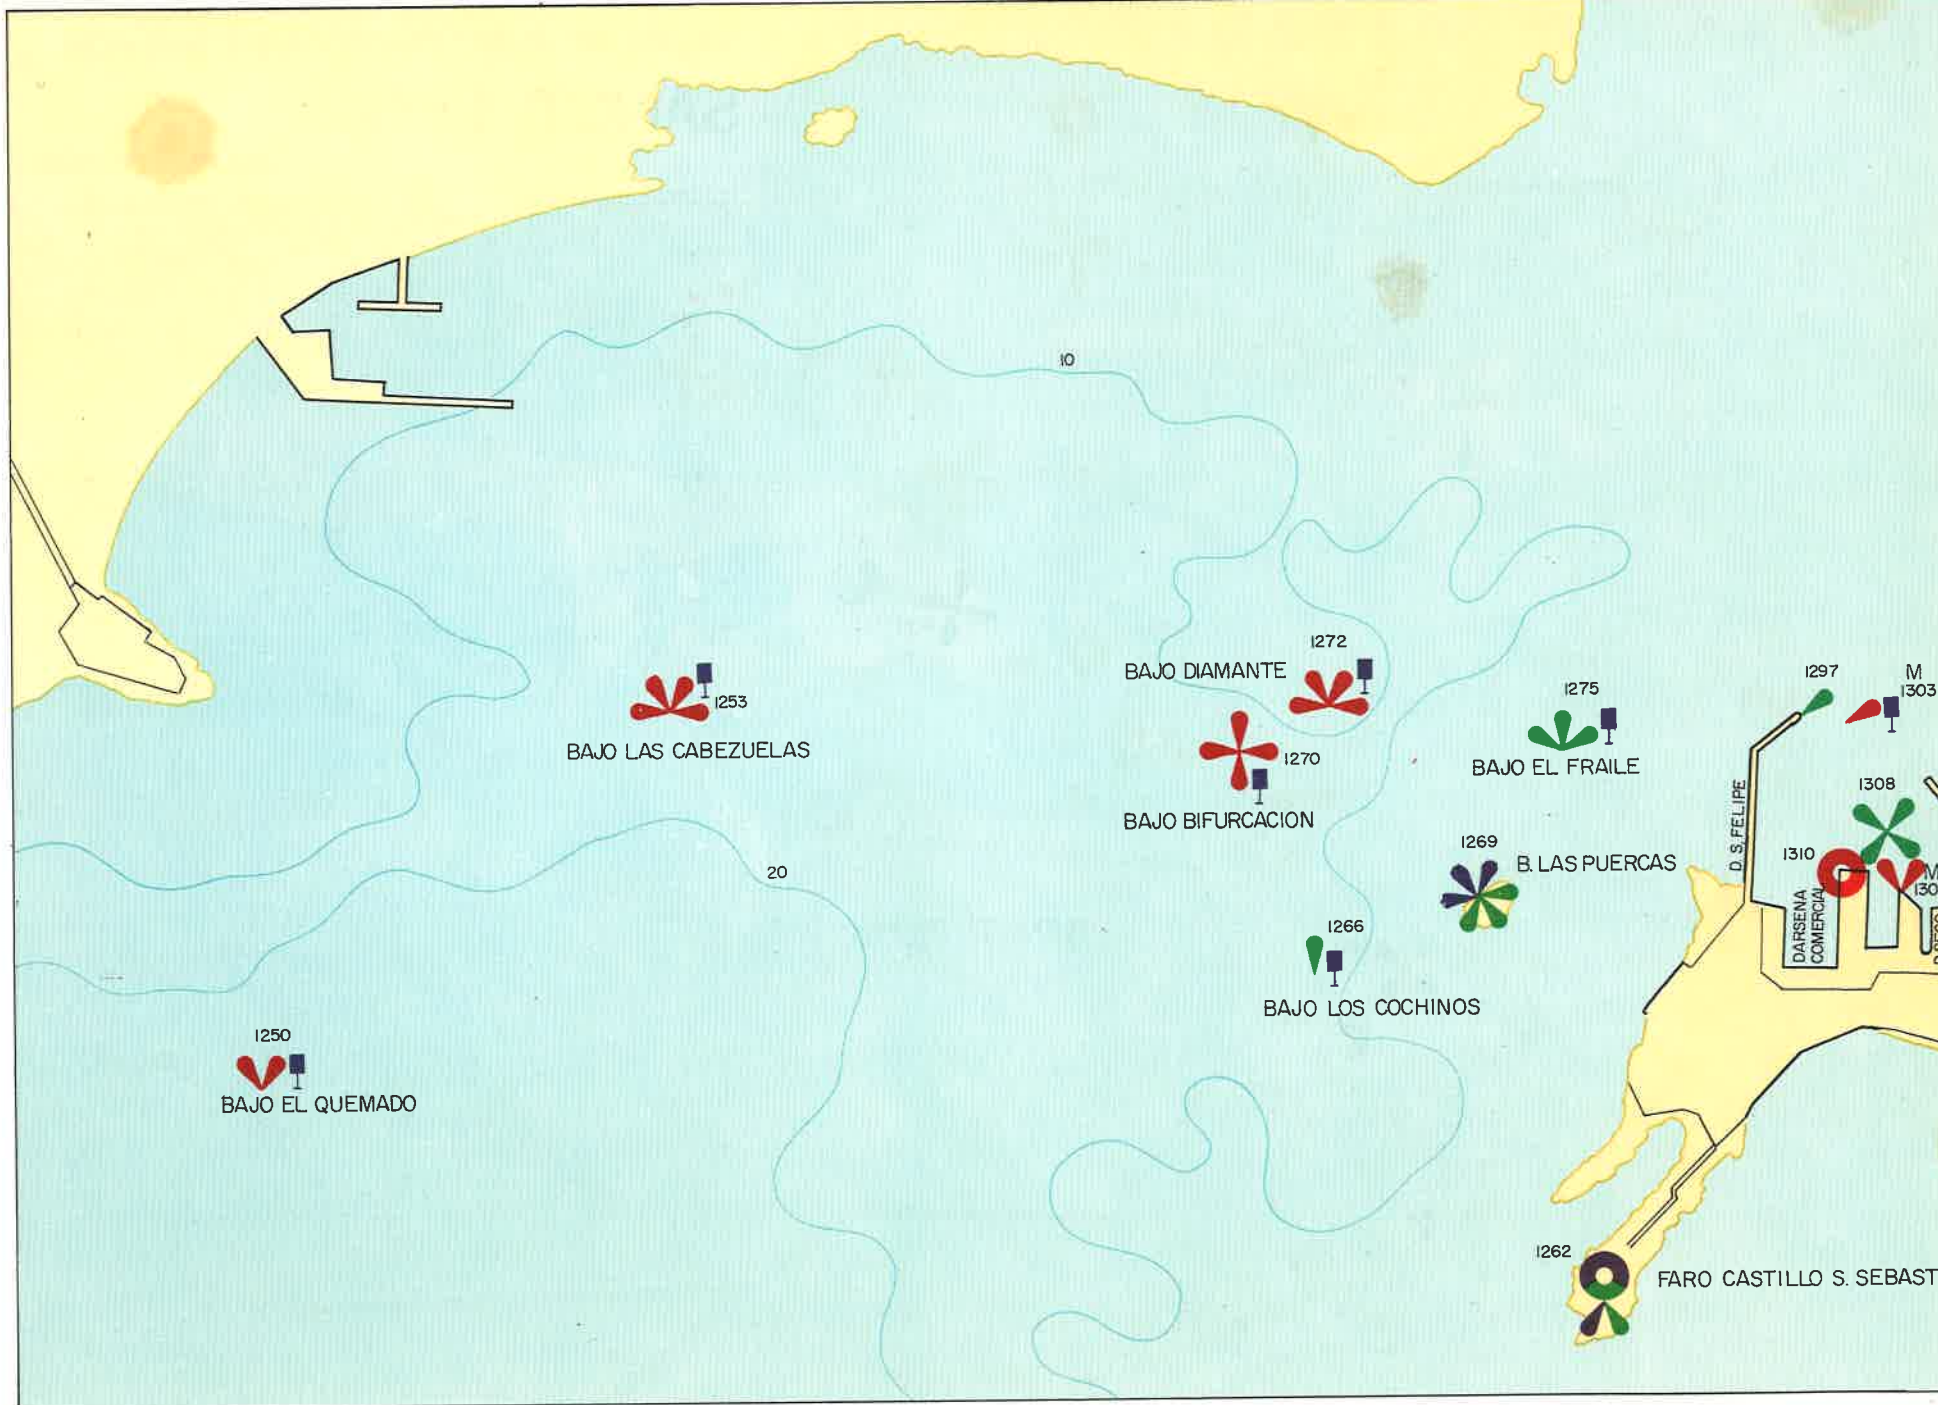 10
1272
BAJO DIAMANTE
1253
BAJO LAS CABEZUELAS
1270
BAJO BIFURCACION
1275
BAJO EL FRAILE
1297
M
1303
1308
D. S. FELIPE
1269
B. LAS PUERCAS
1310
DARSENA
COMERCIAL
M
20
1266
BAJO LOS COCHINOS
1250
BAJO EL QUEMADO
1262
FARO CASTILLO S. SEBAST